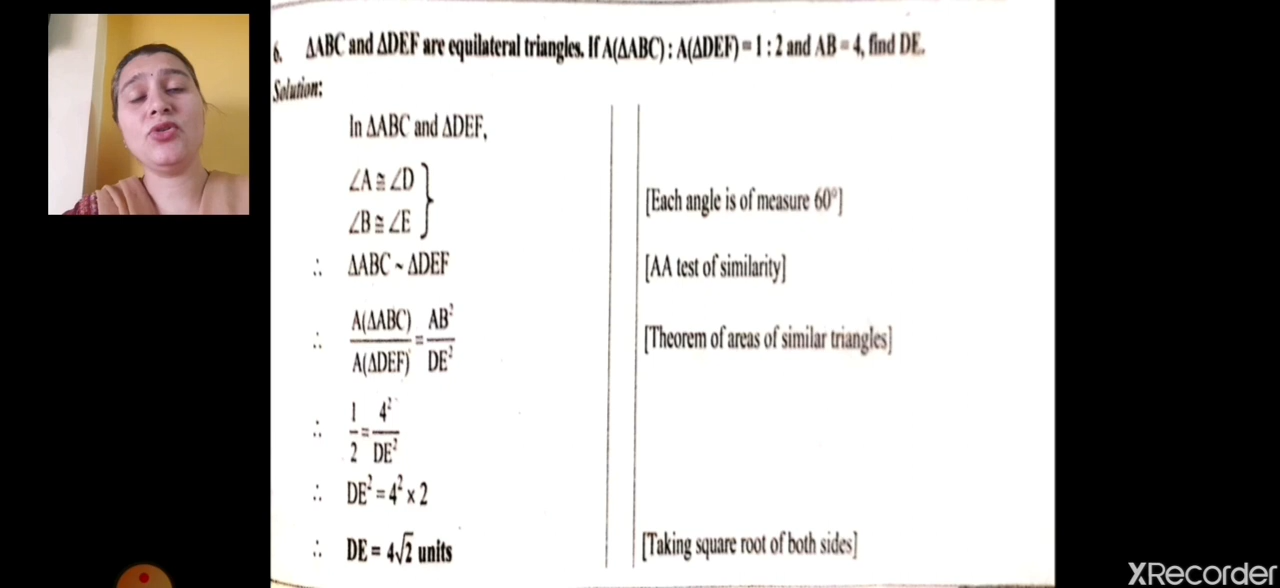 6. ΔABC and ΔDEF are equilateral triangles. If A(ΔABC) : A(ΔDEF) = 1 : 2 and AB = 4, find DE.
Solution:
In ΔABC and ΔDEF,
∠A ≅ ∠D
∠B ≅ ∠E } [Each angle is of measure 60°]
∴ ΔABC ~ ΔDEF [AA test of similarity]
∴ A(ΔABC)/A(ΔDEF) = AB²/DE² [Theorem of areas of similar triangles]
∴ 1/2 = 4²/DE²
∴ DE² = 4² × 2
∴ DE = 4√2 units [Taking square root of both sides]
XRecorder